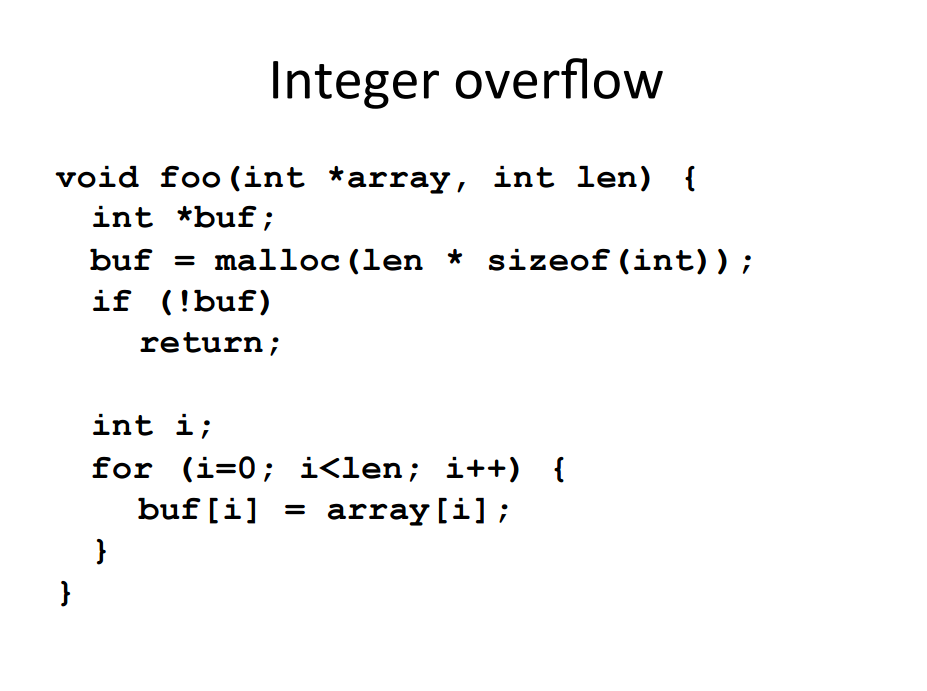 Integer overflow
void foo(int *array, int len) {
int *buf;
buf = malloc(len * sizeof(int));
if (!buf)
return;
int i;
for (i=0; i<len; i++) {
buf[i] = array[i];
}
}